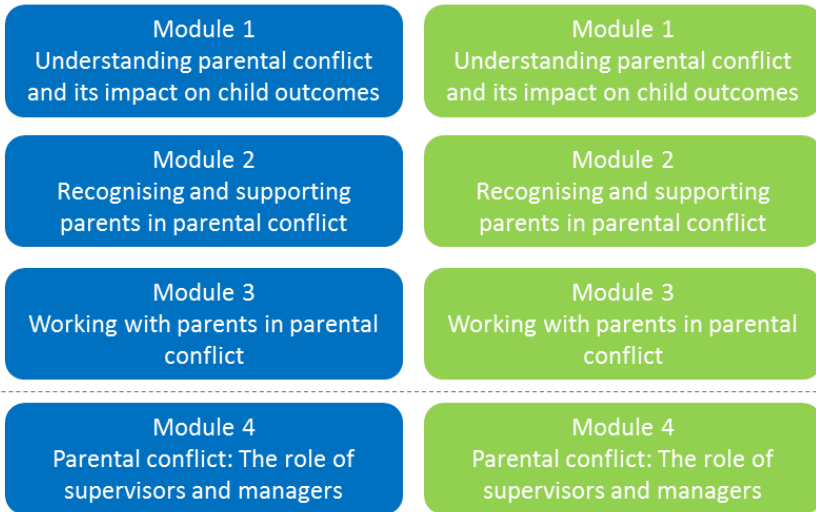 Module 1
Understanding parental conflict
and its impact on child outcomes
Module 1
Understanding parental conflict
and its impact on child outcomes
Module 2
Recognising and supporting
parents in parental conflict
Module 2
Recognising and supporting
parents in parental conflict
Module 3
Working with parents in parental
conflict
Module 3
Working with parents in parental
conflict
Module 4
Parental conflict: The role of
supervisors and managers
Module 4
Parental conflict: The role of
supervisors and managers